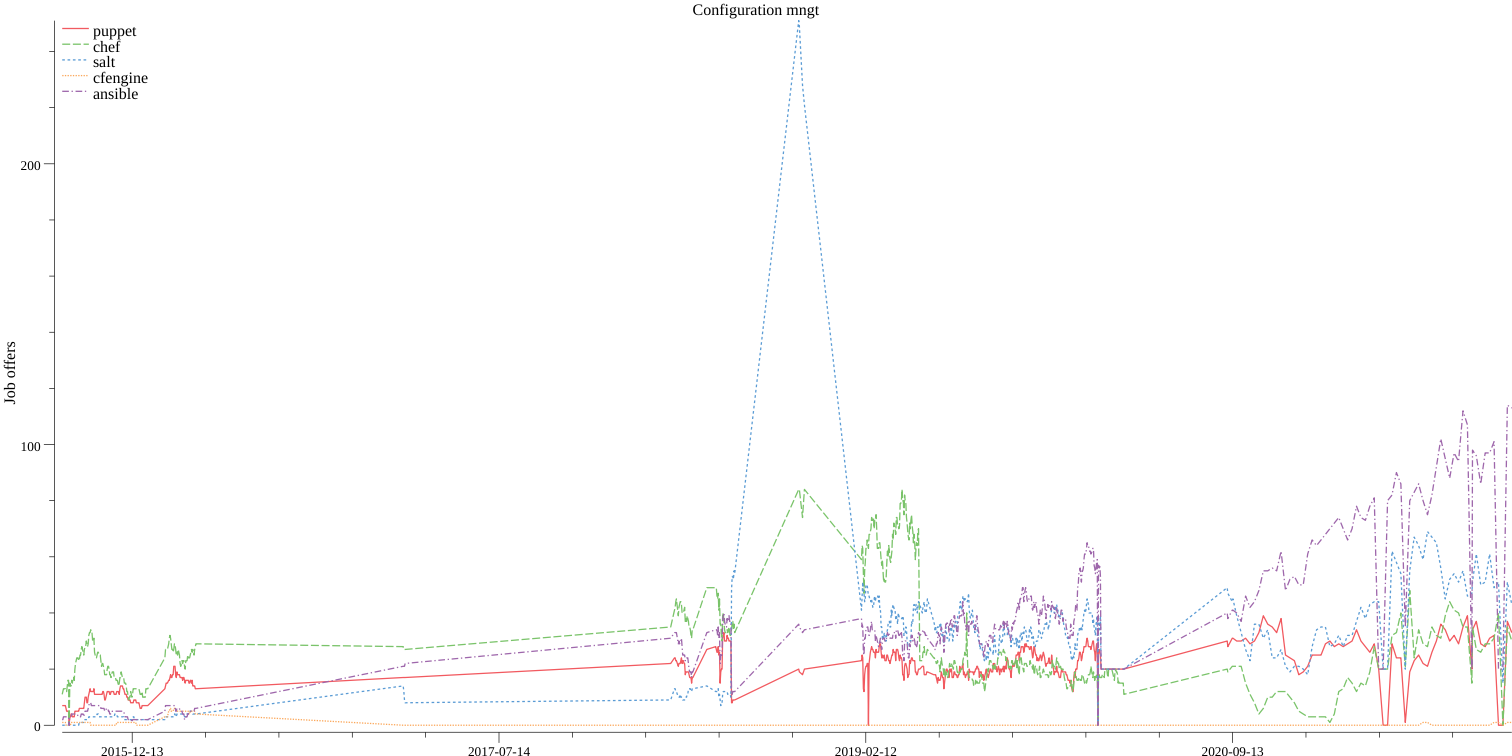 Configuration mngt
puppet
chef
salt
cfengine
ansible
Job offers
200
100
0
2015-12-13
2017-07-14
2019-02-12
2020-09-13